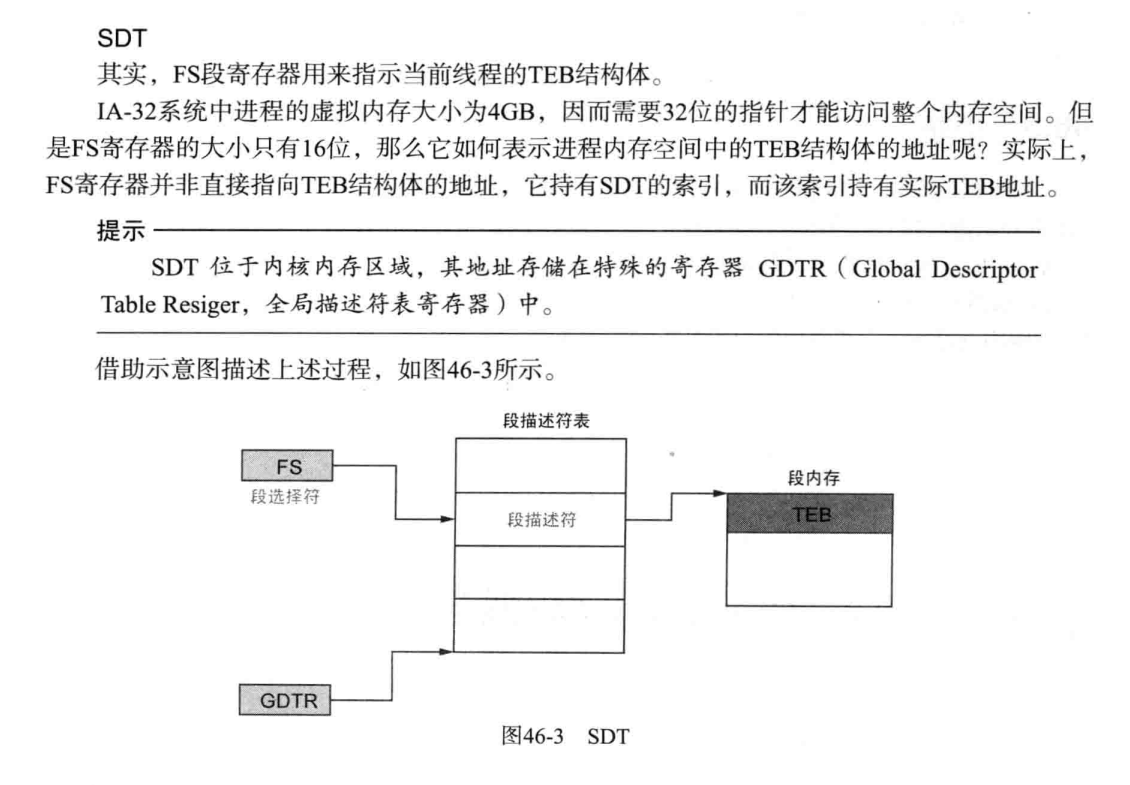 SDT
其实，FS段寄存器用来指示当前线程的TEB结构体。
IA-32系统中进程的虚拟内存大小为4GB，因而需要32位的指针才能访问整个内存空间。但
是FS寄存器的大小只有16位，那么它如何表示进程内存空间中的TEB结构体的地址呢？实际上，
FS寄存器并非直接指向TEB结构体的地址，它持有SDT的索引，而该索引持有实际TEB地址。
提示
SDT 位于内核内存区域，其地址存储在特殊的寄存器 GDTR（Global Descriptor
Table Resiger，全局描述符表寄存器）中。
借助示意图描述上述过程，如图46-3所示。
段描述符表
FS
段选择符
段内存
段描述符
TEB
GDTR
图46-3 SDT